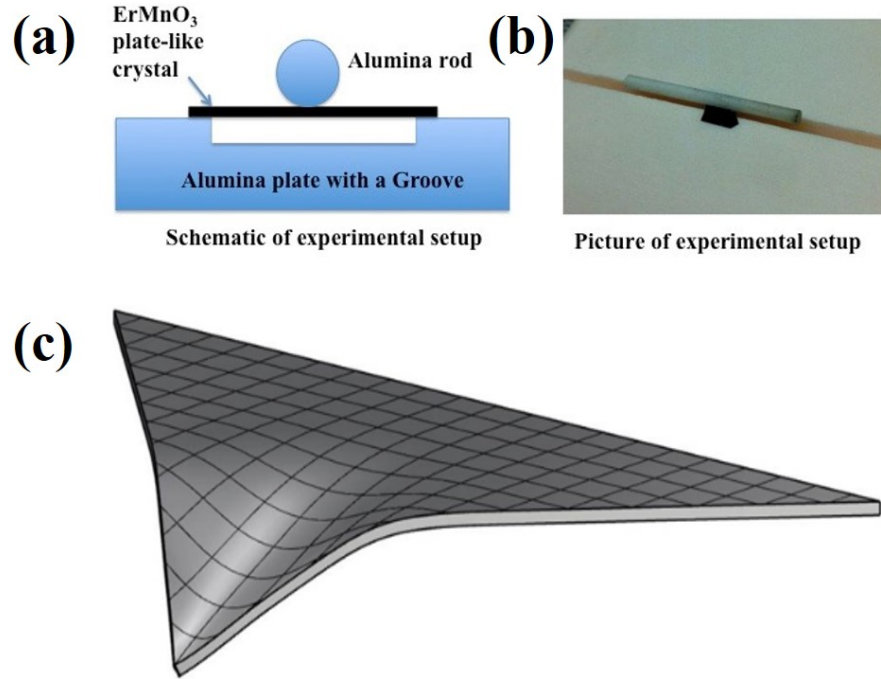 (a)
ErMnO₃
plate-like
crystal
Alumina rod
Alumina plate with a Groove
Schematic of experimental setup
(b)
Picture of experimental setup
(c)